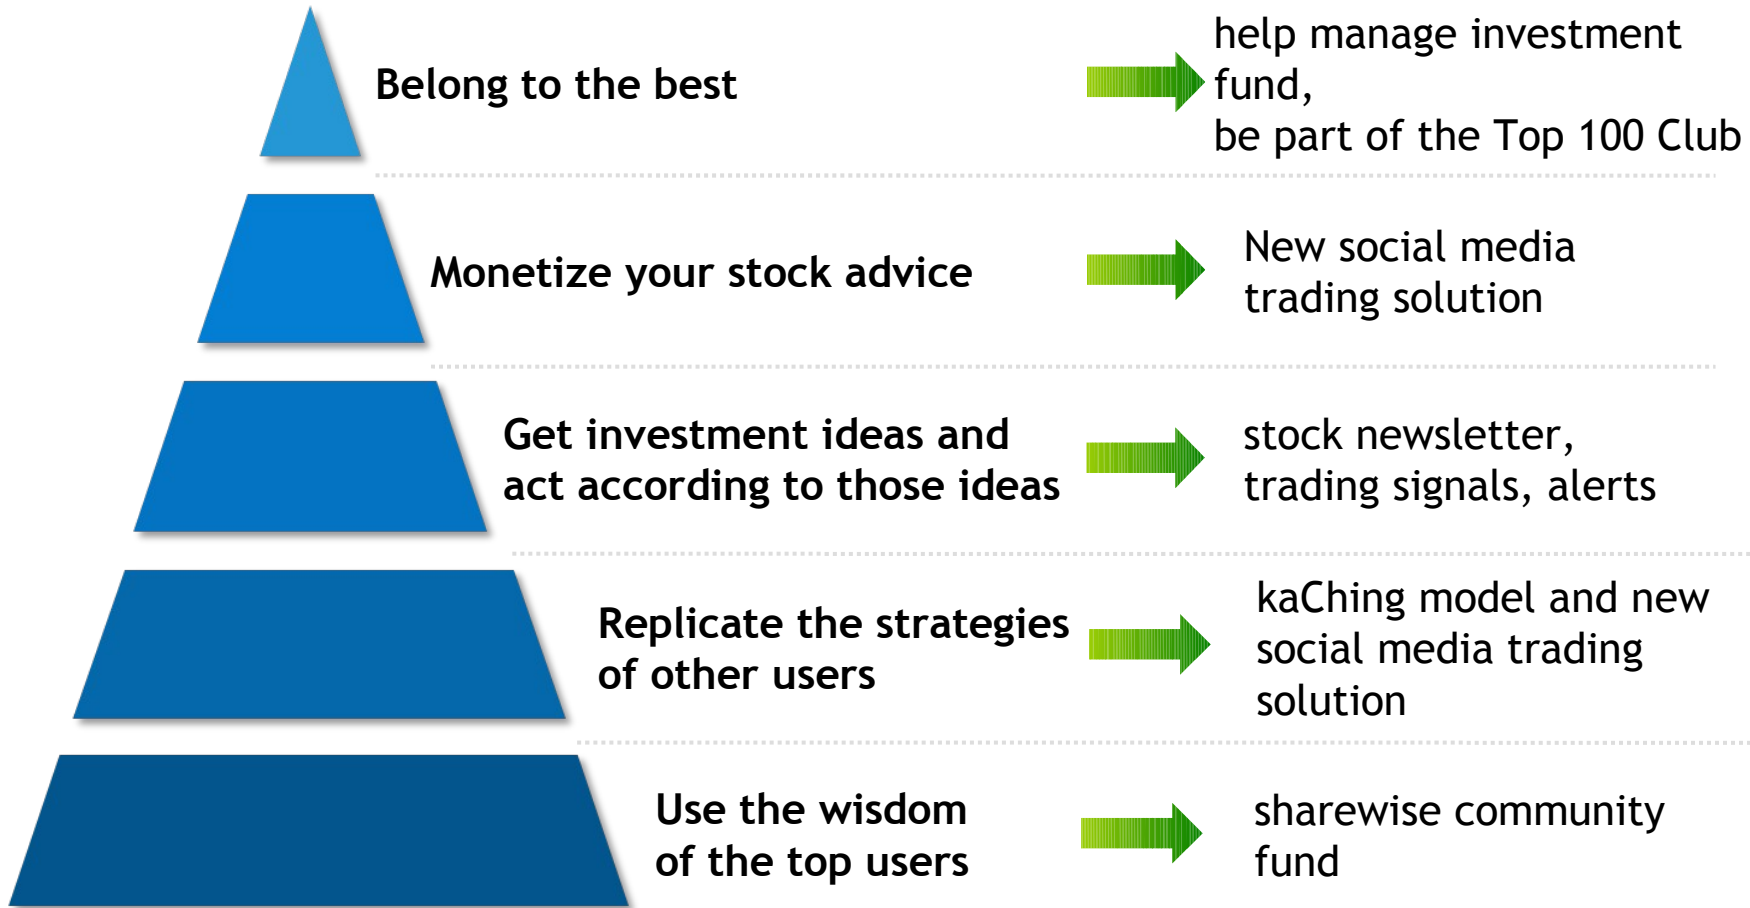 Belong to the best
help manage investment
fund,
be part of the Top 100 Club
Monetize your stock advice
New social media
trading solution
Get investment ideas and
act according to those ideas
stock newsletter,
trading signals, alerts
Replicate the strategies
of other users
kaChing model and new
social media trading
solution
Use the wisdom
of the top users
sharewise community
fund